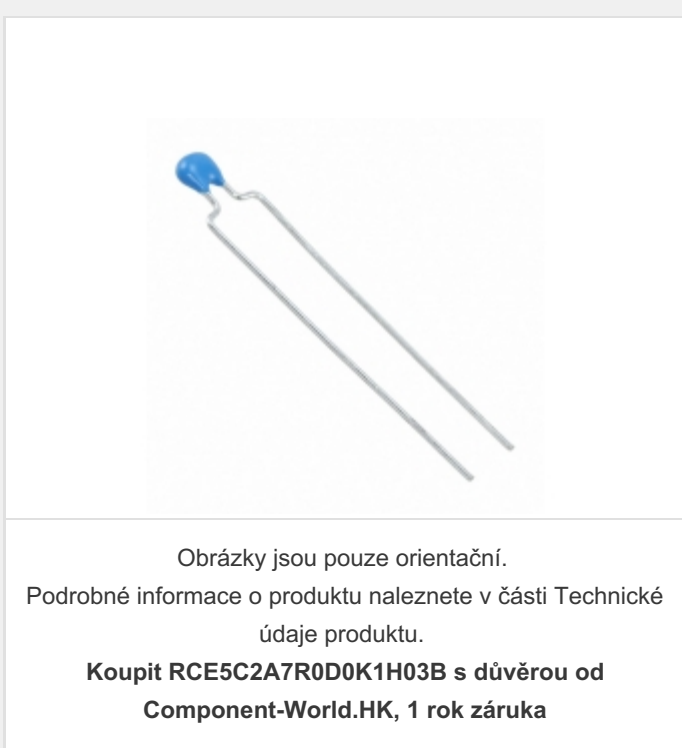 Obrázky jsou pouze orientační.
Podrobné informace o produktu naleznete v části Technické
údaje produktu.
Koupit RCE5C2A7R0D0K1H03B s důvěrou od
Component-World.HK, 1 rok záruka